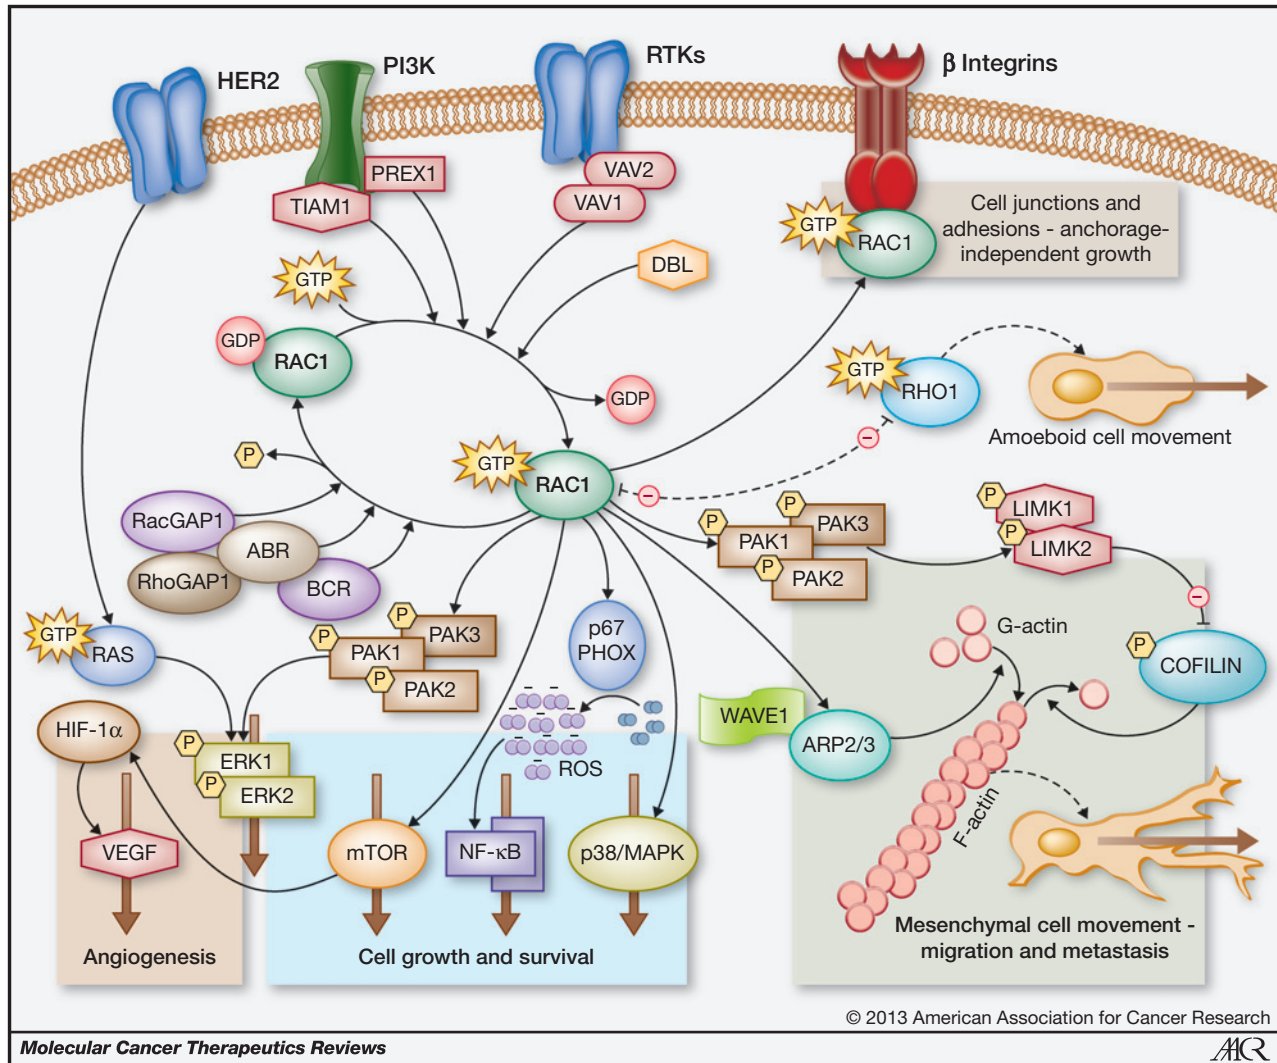 HER2
PI3K
RTKs
β Integrins
PREX1
TIAM1
VAV2
VAV1
DBL
GTP
RAC1
Cell junctions and
adhesions - anchorage-
independent growth
GTP
GDP
RAC1
GDP
GTP
RHO1
Amoeboid cell movement
P
GTP
RAC1
−
−
RacGAP1
ABR
RhoGAP1
BCR
P
PAK3
P
PAK1
P
PAK2
P
LIMK1
P
LIMK2
−
GTP
RAS
P
PAK3
P
PAK1
P
PAK2
p67
PHOX
G-actin
P
COFILIN
HIF-1α
P
ERK1
P
ERK2
– – – – – – – –
ROS
WAVE1
ARP2/3
F-actin
VEGF
mTOR
NF-κB
p38/MAPK
Angiogenesis
Cell growth and survival
Mesenchymal cell movement -
migration and metastasis
© 2013 American Association for Cancer Research
Molecular Cancer Therapeutics Reviews
AACR